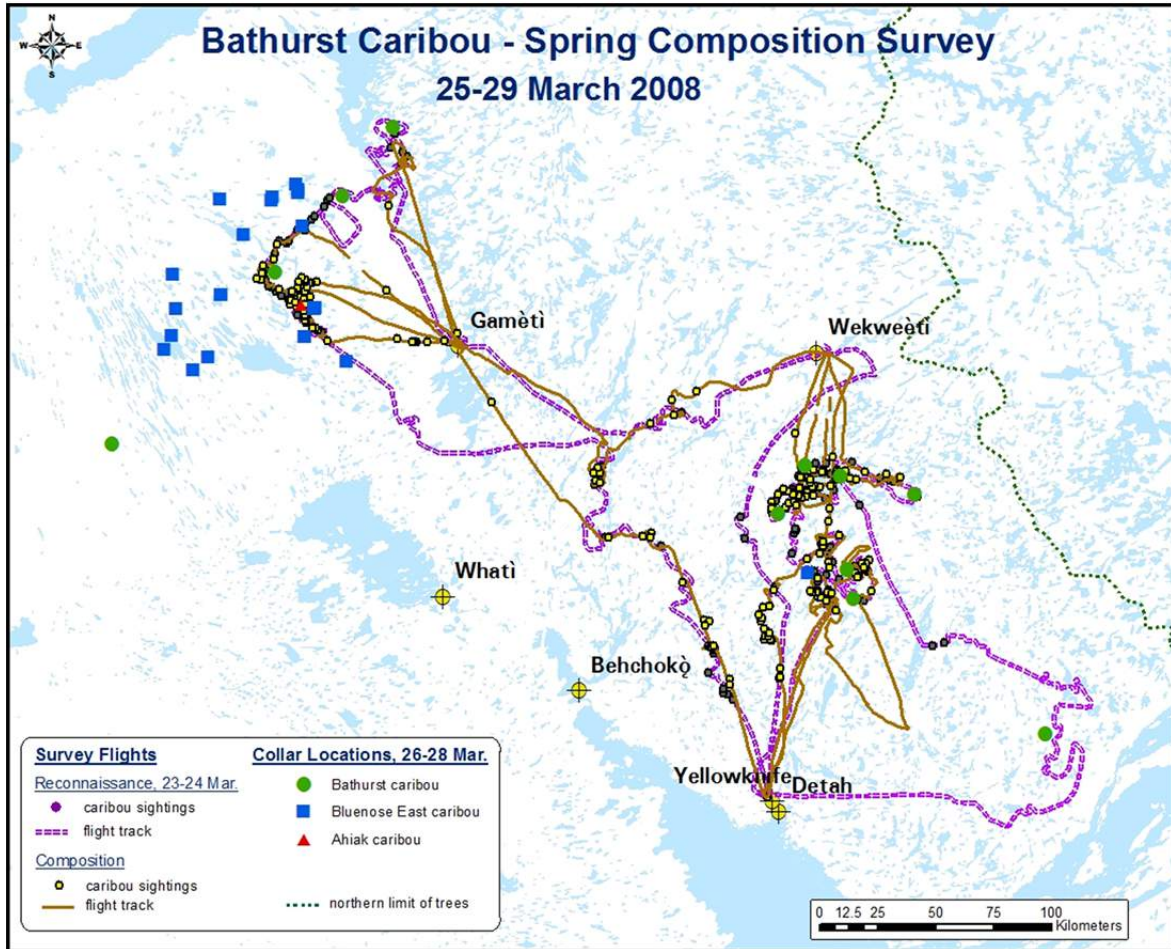 N
W E
S
Bathurst Caribou - Spring Composition Survey
25-29 March 2008
Gamètì
Wekweètì
Whatì
Behchokǫ̀
Yellowknife
Detah
Survey Flights
Reconnaissance, 23-24 Mar.
caribou sightings
flight track
Composition
caribou sightings
flight track
Collar Locations, 26-28 Mar.
Bathurst caribou
Bluenose East caribou
Ahiak caribou
northern limit of trees
0 12.5 25 50 75 100
Kilometers